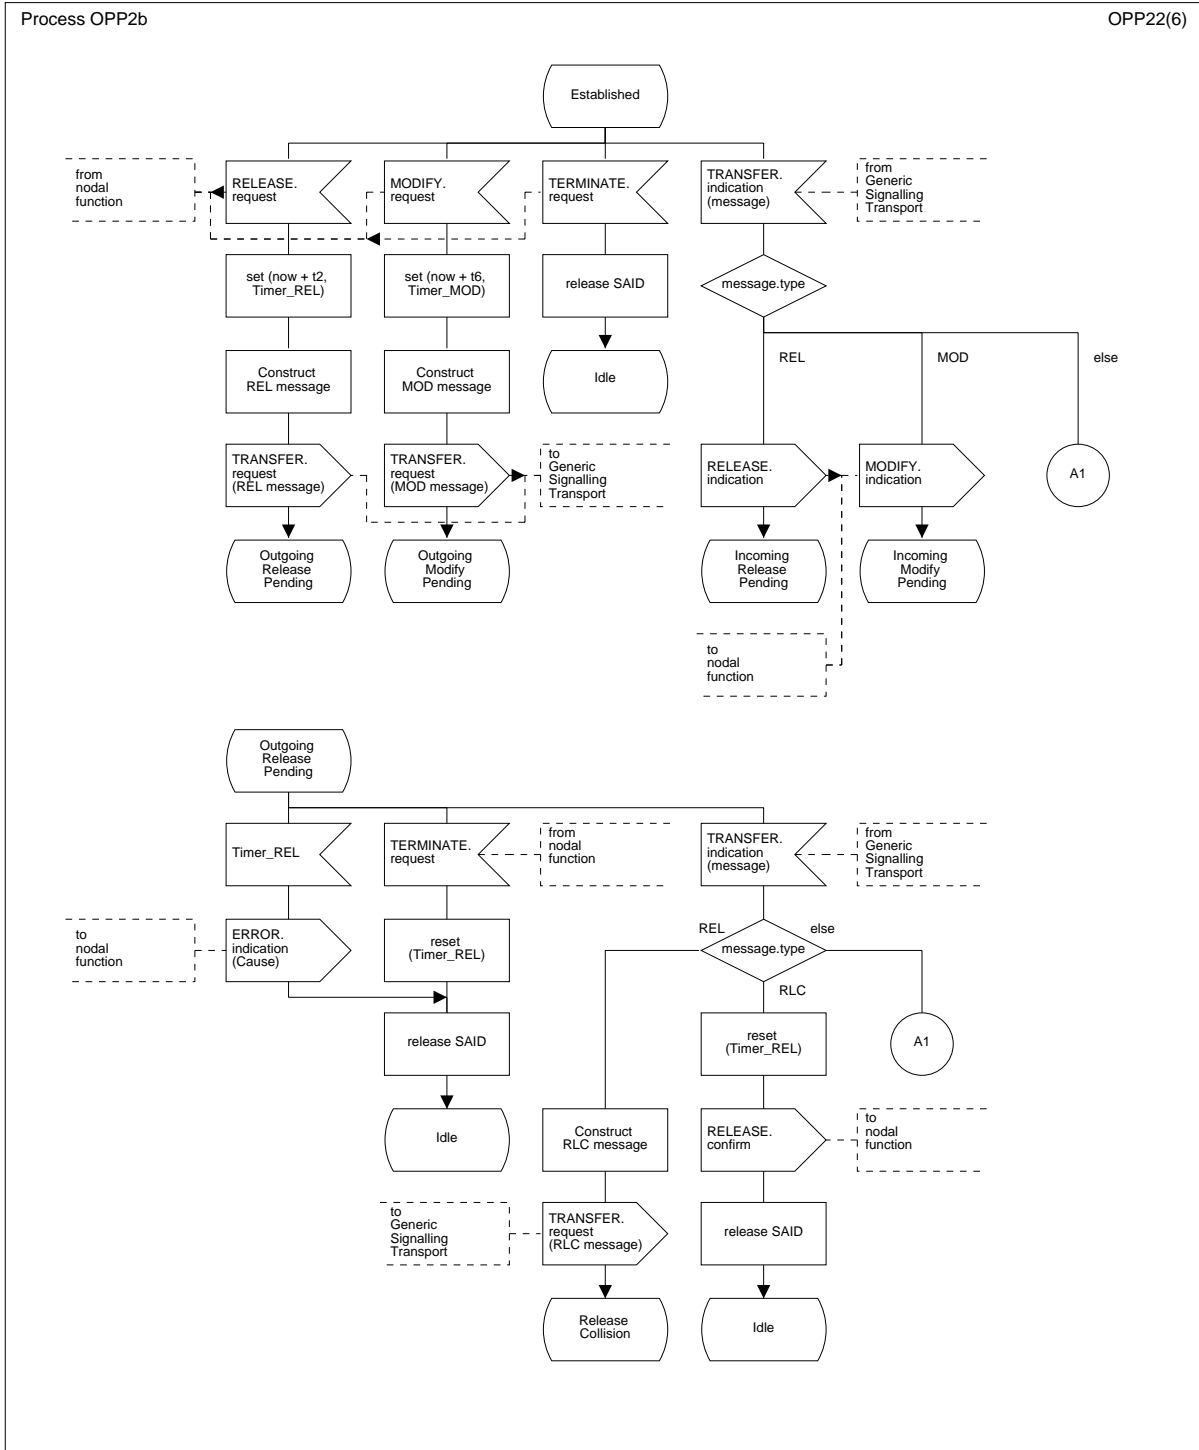 Process OPP2b
OPP22(6)
Established
from
nodal
function
RELEASE.
request
MODIFY.
request
TERMINATE.
request
TRANSFER.
indication
(message)
from
Generic
Signalling
Transport
set (now + t2,
Timer_REL)
set (now + t6,
Timer_MOD)
release SAID
message.type
REL
MOD
else
Construct
REL message
Construct
MOD message
Idle
TRANSFER.
request
(REL message)
TRANSFER.
request
(MOD message)
to
Generic
Signalling
Transport
RELEASE.
indication
MODIFY.
indication
A1
Outgoing
Release
Pending
Outgoing
Modify
Pending
Incoming
Release
Pending
Incoming
Modify
Pending
to
nodal
function
Outgoing
Release
Pending
Timer_REL
TERMINATE.
request
from
nodal
function
TRANSFER.
indication
(message)
from
Generic
Signalling
Transport
to
nodal
function
ERROR.
indication
(Cause)
reset
(Timer_REL)
REL
message.type
else
RLC
release SAID
reset
(Timer_REL)
A1
Idle
Construct
RLC message
RELEASE.
confirm
to
nodal
function
to
Generic
Signalling
Transport
TRANSFER.
request
(RLC message)
release SAID
Release
Collision
Idle